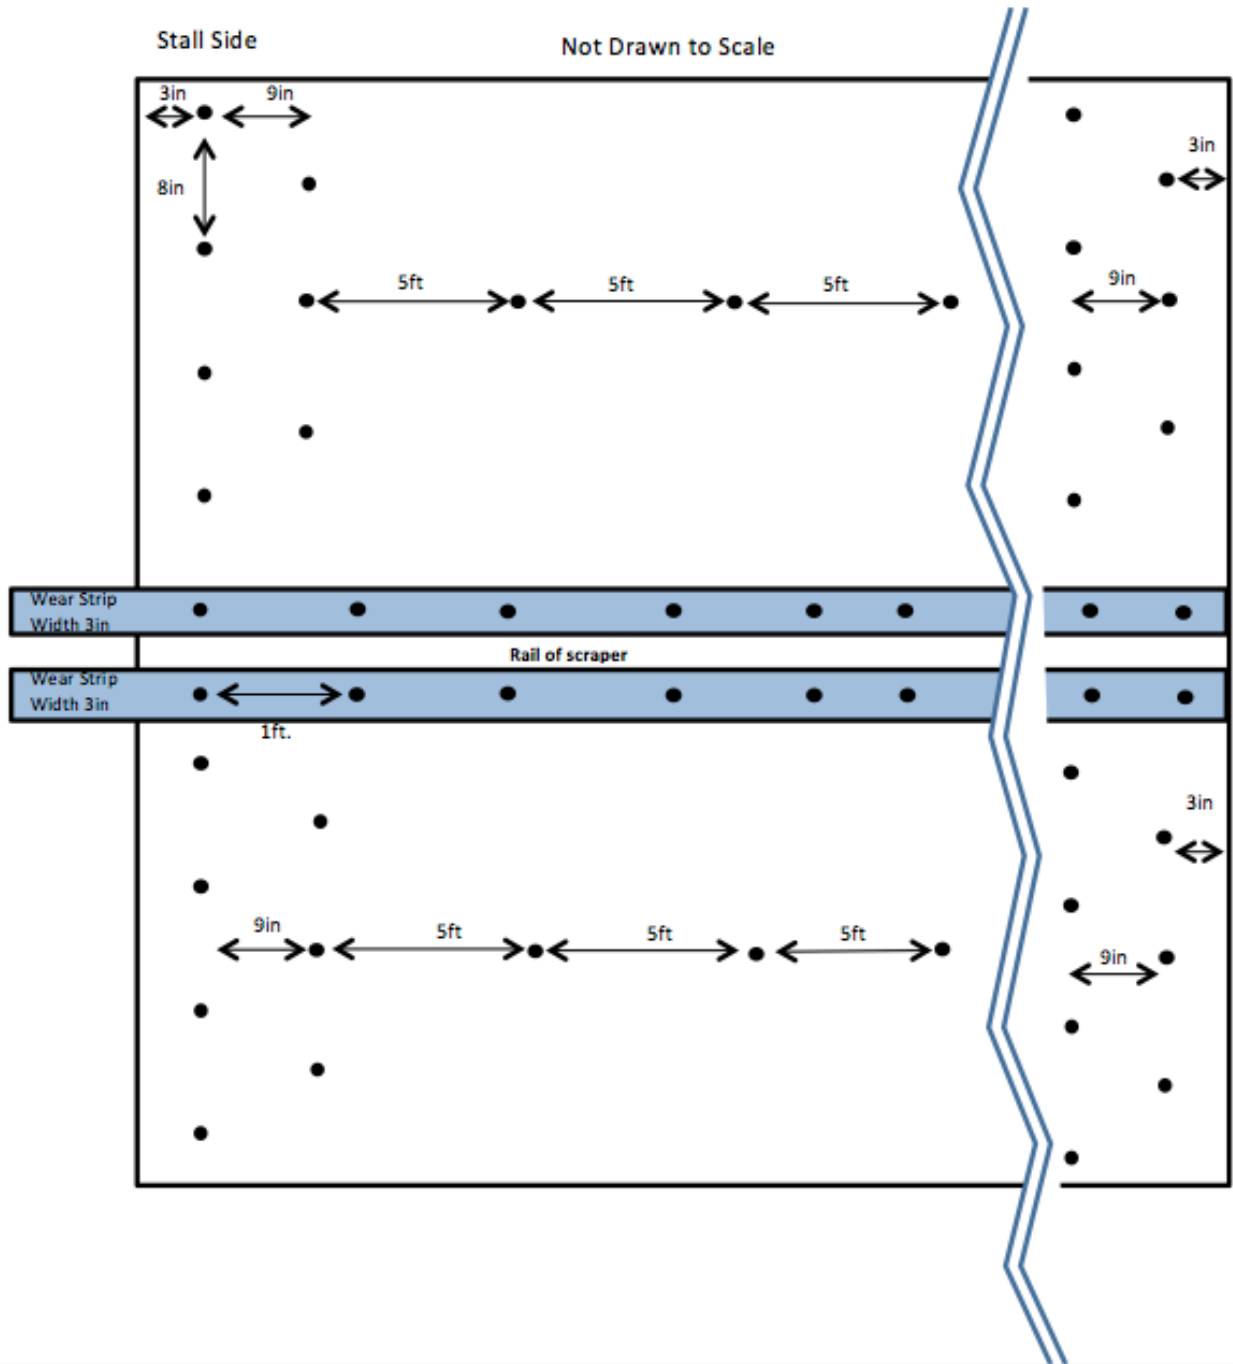 Stall Side
Not Drawn to Scale
3in
9in
3in
8in
5ft
5ft
5ft
9in
Wear Strip
Width 3in
Rail of scraper
Wear Strip
Width 3in
1ft.
3in
9in
5ft
5ft
5ft
9in